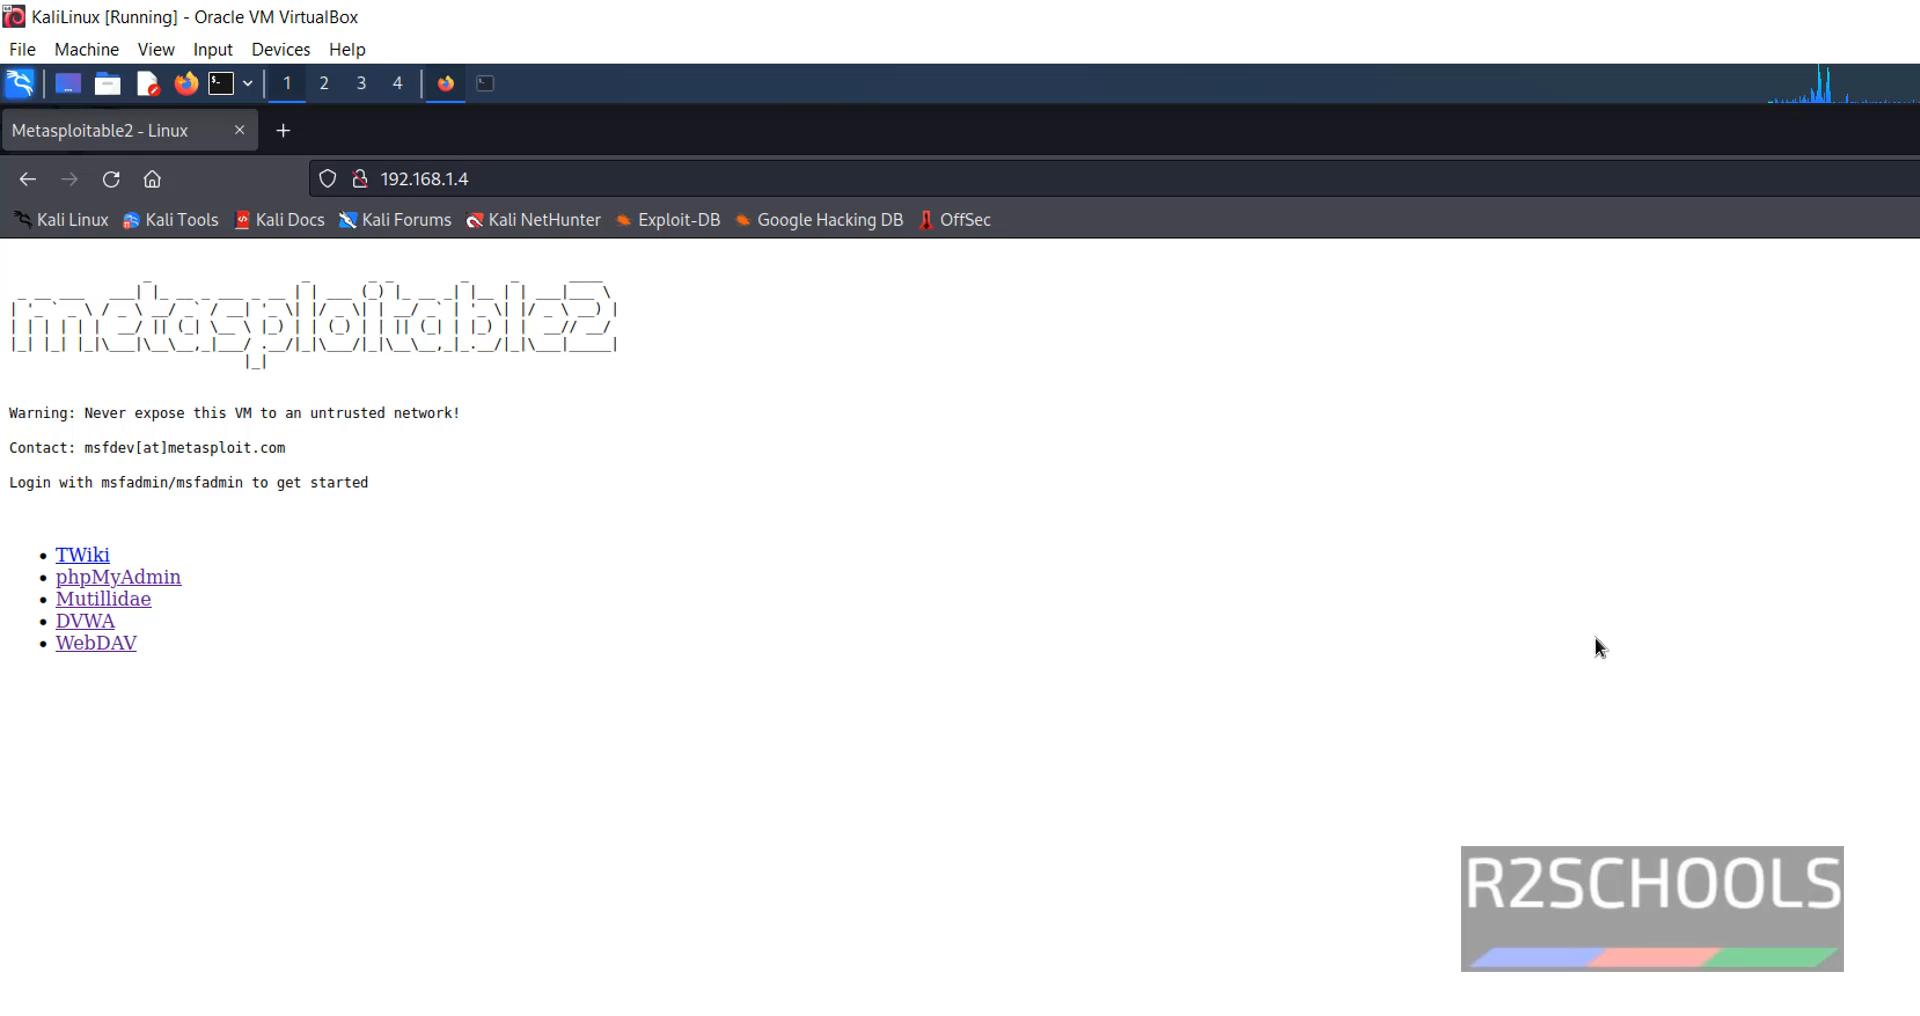 KaliLinux [Running] - Oracle VM VirtualBox
File Machine View Input Devices Help
1 2 3 4
Metasploitable2 - Linux
192.168.1.4
Kali Linux Kali Tools Kali Docs Kali Forums Kali NetHunter Exploit-DB Google Hacking DB OffSec
metasploitable2
Warning: Never expose this VM to an untrusted network!
Contact: msfdev[at]metasploit.com
Login with msfadmin/msfadmin to get started
• TWiki
• phpMyAdmin
• Mutillidae
• DVWA
• WebDAV
R2SCHOOLS